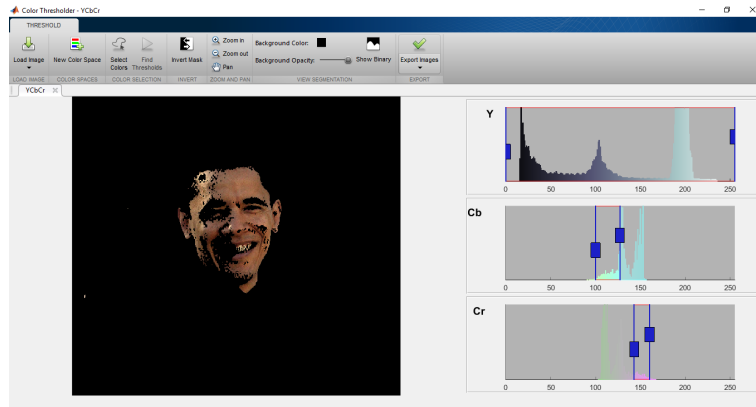 Color Thresholder - YCbCr
THRESHOLD
Load Image
New Color Space
Select Colors
Find Thresholds
Invert Mask
Zoom in
Zoom out
Pan
Background Color:
Background Opacity:
Show Binary
Export Images
LOAD IMAGE COLOR SPACES COLOR SELECTION INVERT ZOOM AND PAN VIEW SEGMENTATION EXPORT
YCbCr
Y
0 50 100 150 200 250
Cb
0 50 100 150 200 250
Cr
0 50 100 150 200 250